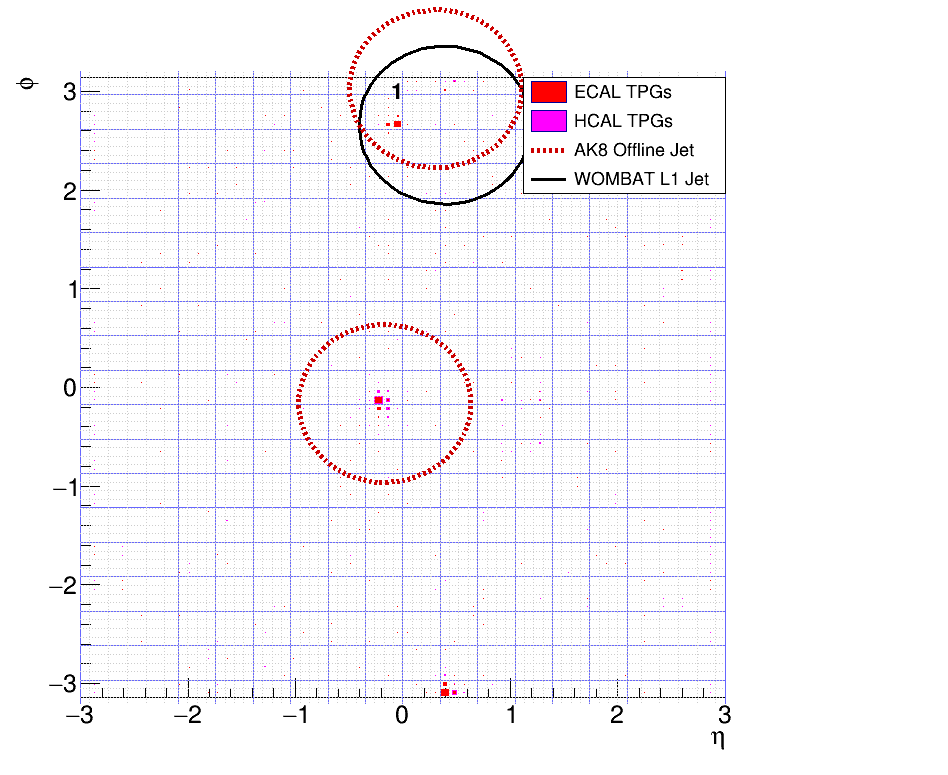 φ
3
2
1
0
−1
−2
−3
1
ECAL TPGs
HCAL TPGs
AK8 Offline Jet
WOMBAT L1 Jet
−3 −2 −1 0 1 2 3
η